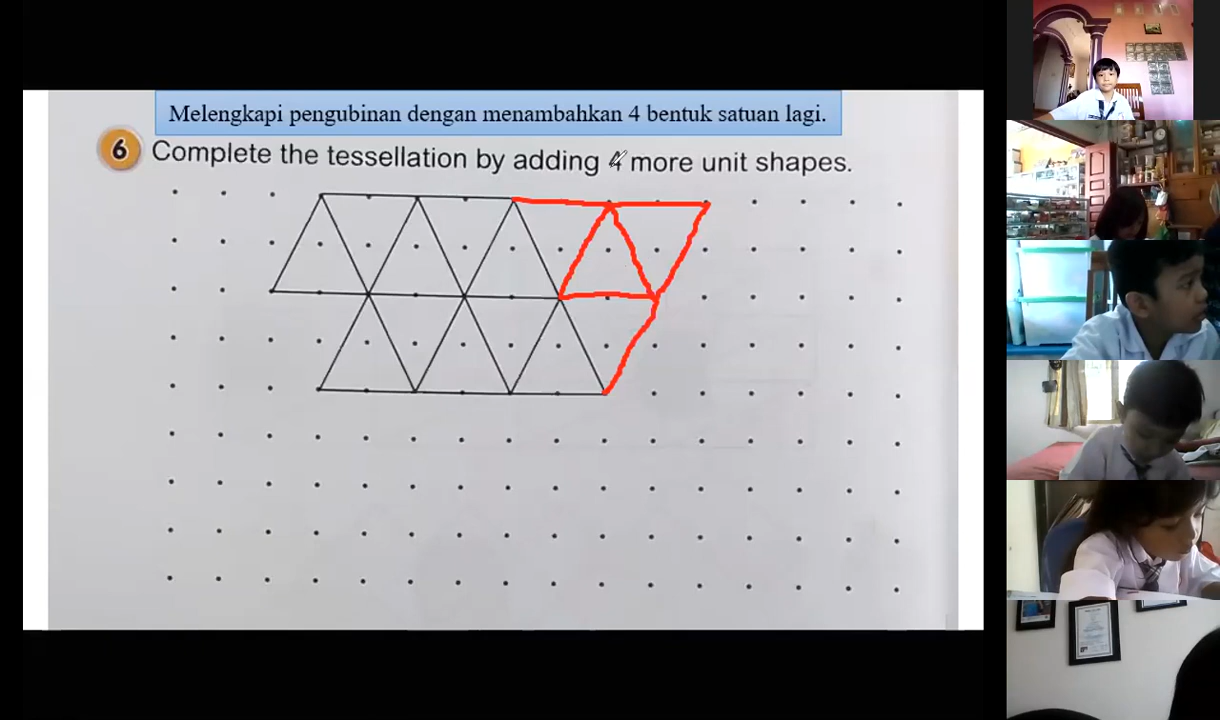 Melengkapi pengubinan dengan menambahkan 4 bentuk satuan lagi.
6 Complete the tessellation by adding 4 more unit shapes.